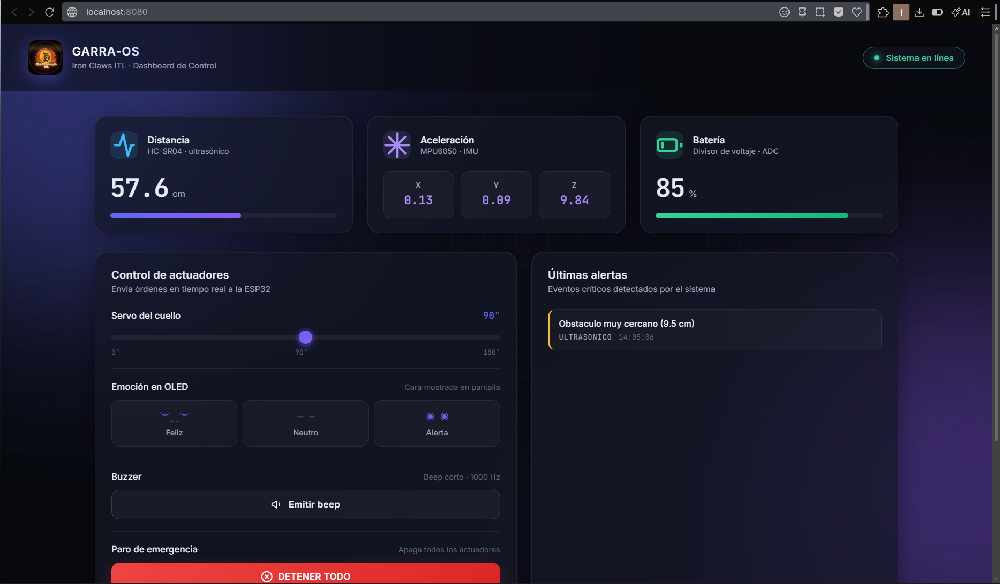 localhost:8080
I
AI
GARRA-OS
Iron Claws ITL · Dashboard de Control
Sistema en línea
Distancia
HC-SR04 · ultrasónico
57.6 cm
Aceleración
MPU6050 · IMU
X
0.13
Y
0.09
Z
9.84
Batería
Divisor de voltaje · ADC
85 %
Control de actuadores
Envía órdenes en tiempo real a la ESP32
Servo del cuello
90°
0°
90°
180°
Emoción en OLED
Cara mostrada en pantalla
Feliz
Neutro
Alerta
Buzzer
Beep corto · 1000 Hz
Emitir beep
Paro de emergencia
Apaga todos los actuadores
DETENER TODO
Últimas alertas
Eventos críticos detectados por el sistema
Obstaculo muy cercano (9.5 cm)
ULTRASONICO 14:05:06